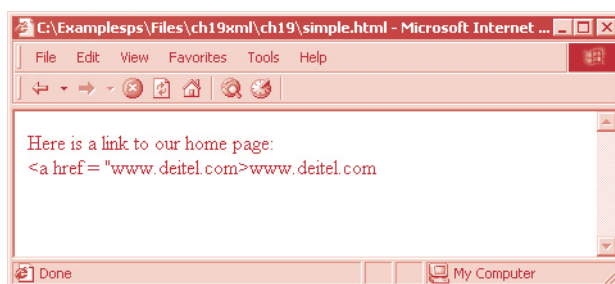 C:\Examplesps\Files\ch19xml\ch19\simple.html - Microsoft Internet ...
File Edit View Favorites Tools Help
Here is a link to our home page:
<a href = "www.deitel.com>www.deitel.com
Done My Computer